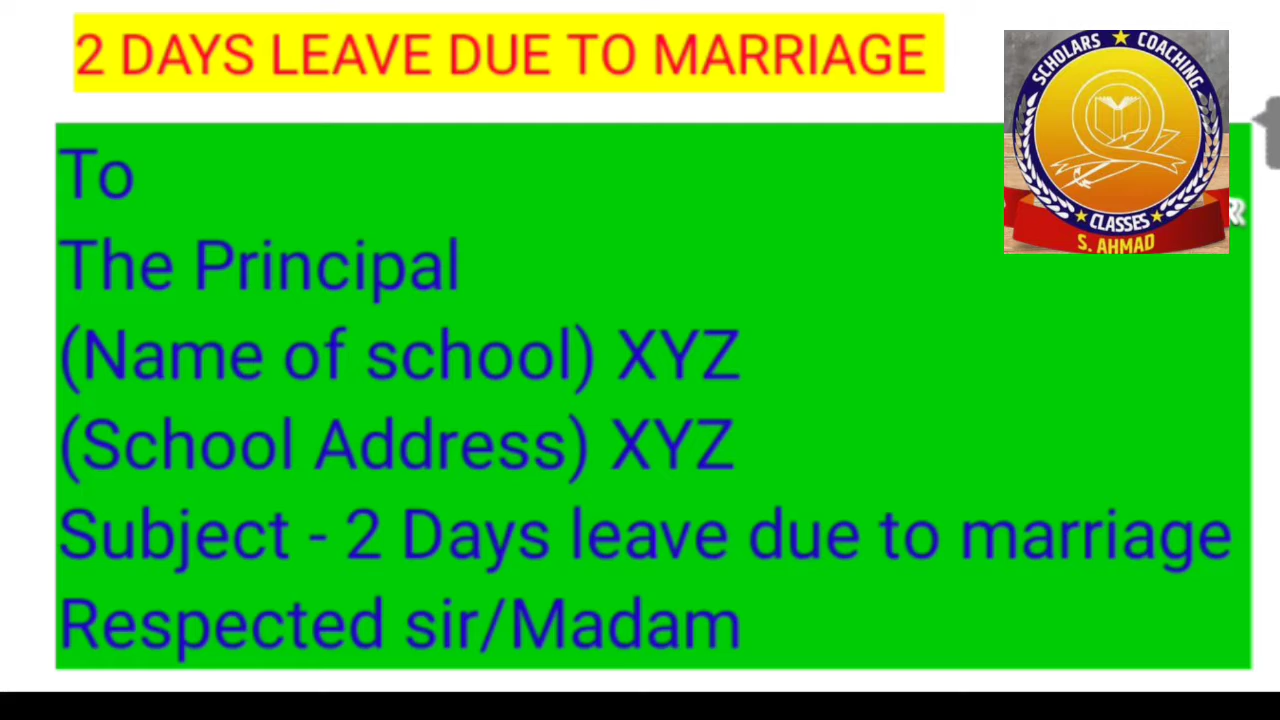 2 DAYS LEAVE DUE TO MARRIAGE
SCHOLARS ★ COACHING
★ CLASSES ★
S. AHMAD
To
The Principal
(Name of school) XYZ
(School Address) XYZ
Subject - 2 Days leave due to marriage
Respected sir/Madam